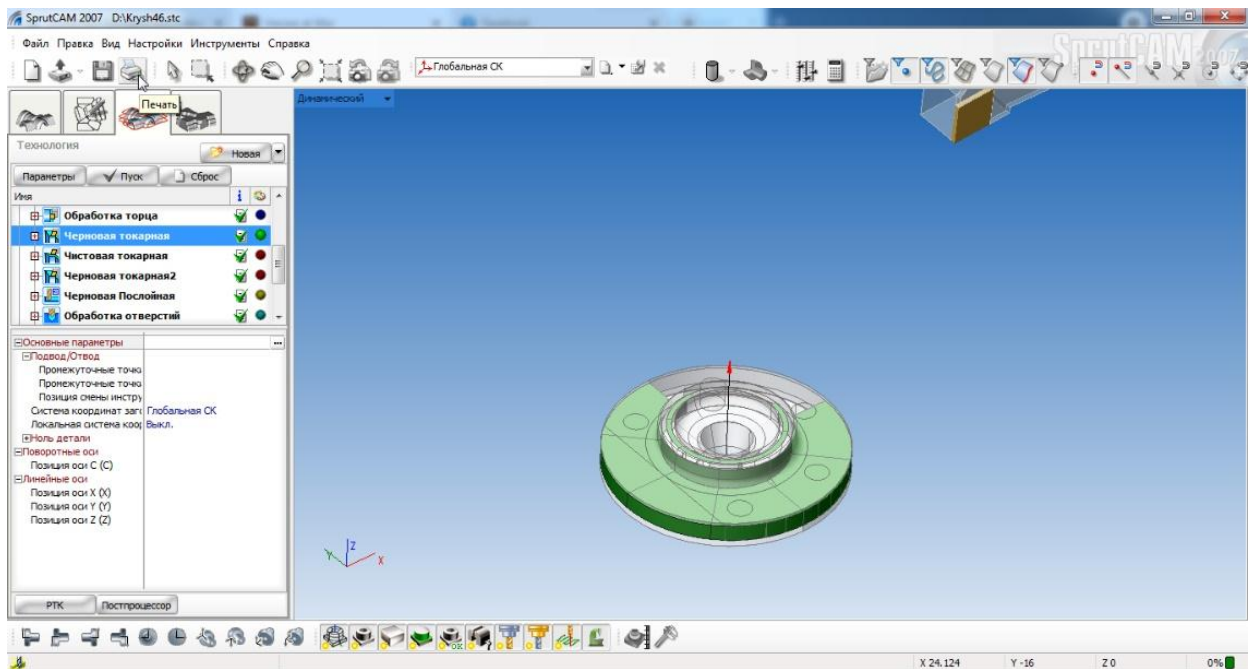 SprutCAM 2007 D:\Krysh46.stc
Файл Правка Вид Настройки Инструменты Справка
Глобальная СК
SprutCAM 2007
Печать
Динамический
Технология
Новая
Параметры Пуск Сброс
Имя
Обработка торца
Черновая токарная
Чистовая токарная
Черновая токарная2
Черновая Послойная
Обработка отверстий
Основные параметры
Подвод/Отвод
Промежуточные точк
Промежуточные точк
Позиция смены инстру
Система координат заг Глобальная СК
Локальная система коор Выкл.
Ноль детали
Поворотные оси
Позиция оси C (C)
Линейные оси
Позиция оси X (X)
Позиция оси Y (Y)
Позиция оси Z (Z)
Z
Y X
РТК Постпроцессор
X 24.124 Y -16 Z 0 0%